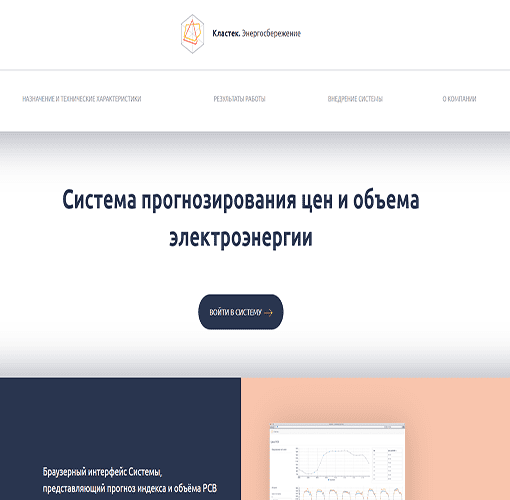 Кластек. Энергосбережение
НАЗНАЧЕНИЕ И ТЕХНИЧЕСКИЕ ХАРАКТЕРИСТИКИ
РЕЗУЛЬТАТЫ РАБОТЫ
ВНЕДРЕНИЕ СИСТЕМЫ
О КОМПАНИИ
Система прогнозирования цен и объема
электроэнергии
ВОЙТИ В СИСТЕМУ
Браузерный интерфейс Системы,
представляющий прогноз индекса и объёма РСВ